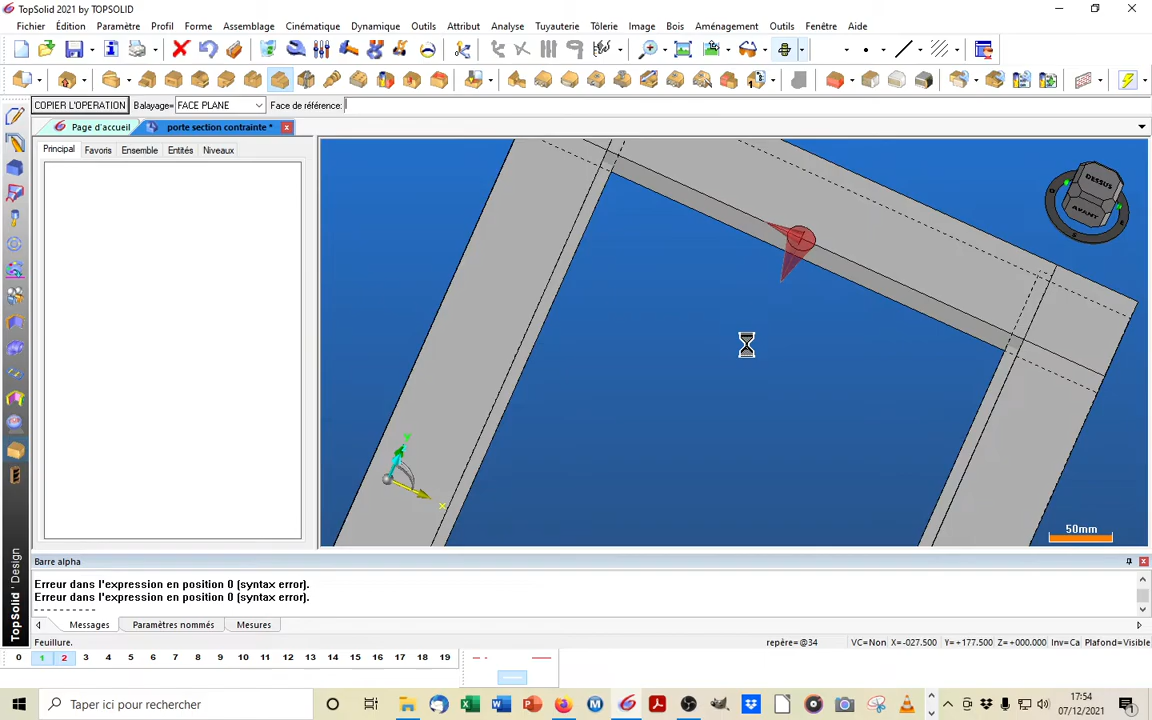 TopSolid 2021 by TOPSOLID
Fichier Édition Paramètre Profil Forme Assemblage Cinématique Dynamique Outils Attribut Analyse Tuyauterie Tôlerie Image Bois Aménagement Outils Fenêtre Aide
COPIER L'OPERATION Balayage= FACE PLANE Face de référence:
Page d'accueil porte section contrainte *
Principal Favoris Ensemble Entités Niveaux
DESSUS
AVANT
Y
X
50mm
TopSolid ' Design
Barre alpha
Erreur dans l'expression en position 0 (syntax error).
Erreur dans l'expression en position 0 (syntax error).
----------
Messages Paramètres nommés Mesures
Feuillure. repère=@34 VC=Non X=-027.500 Y=+177.500 Z=+000.000 Inv=Ca Plafond=Visible
0 1 2 3 4 5 6 7 8 9 10 11 12 13 14 15 16 17 18 19
Taper ici pour rechercher
17:54
07/12/2021